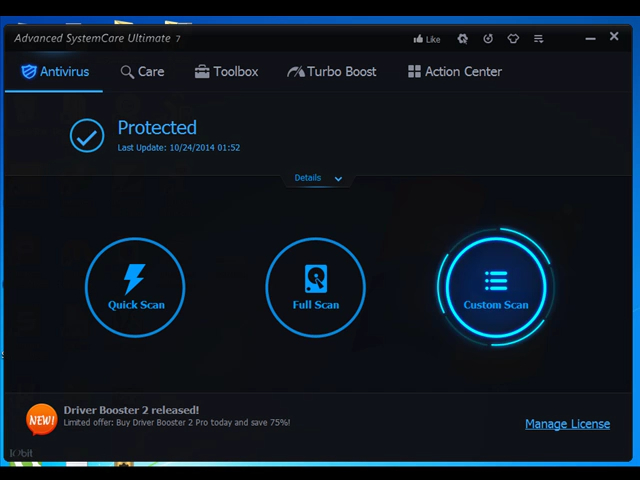 Advanced SystemCare Ultimate 7
Like
Antivirus
Care
Toolbox
Turbo Boost
Action Center
Protected
Last Update: 10/24/2014 01:52
Details
Quick Scan
Full Scan
Custom Scan
NEW!
Driver Booster 2 released!
Limited offer: Buy Driver Booster 2 Pro today and save 75%!
Manage License
IObit